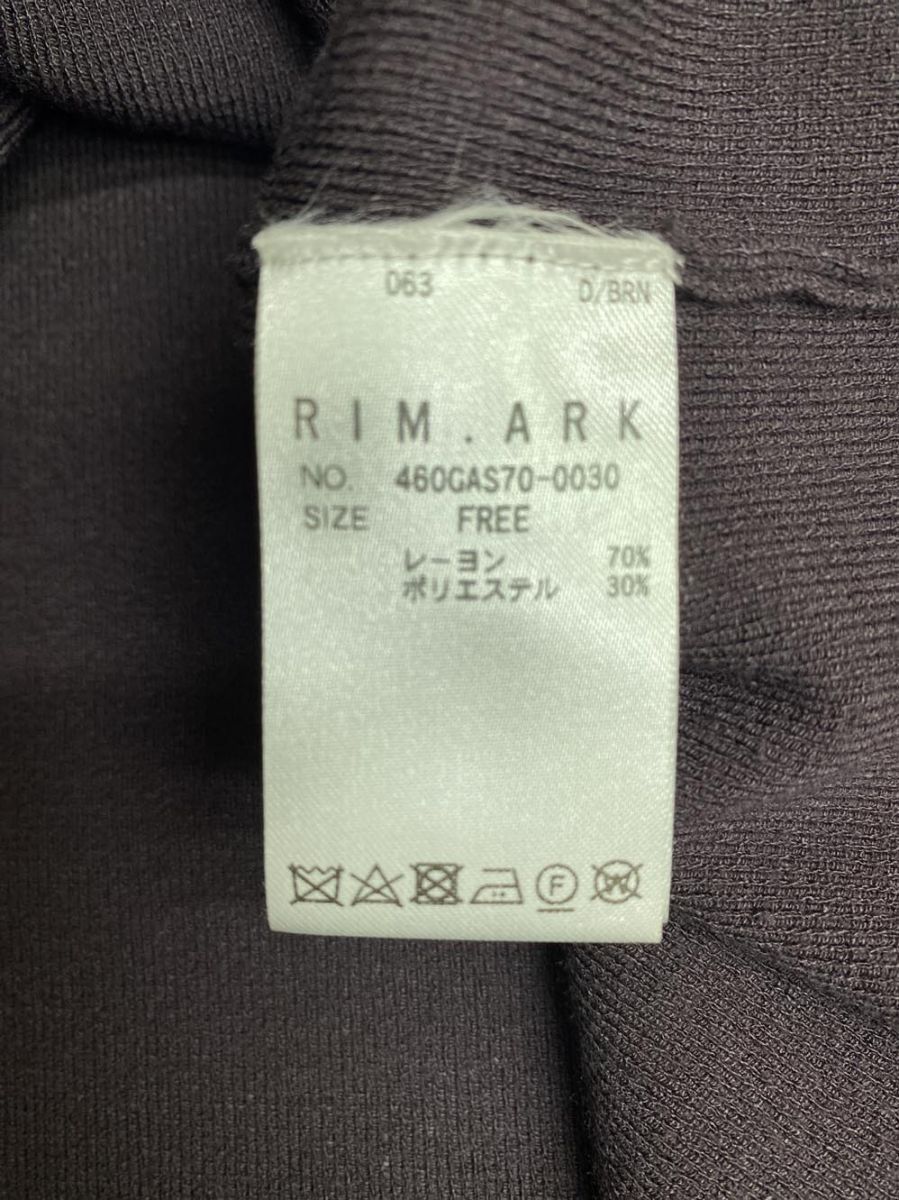 063 D/BRN
RIM.ARK
NO. 460GAS70-0030
SIZE FREE
レーヨン 70%
ポリエステル 30%
F W